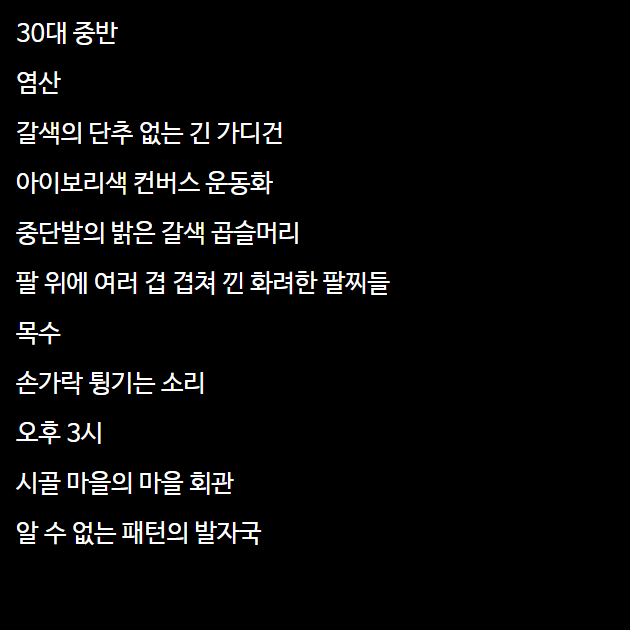 30대 중반
염산
갈색의 단추 없는 긴 가디건
아이보리색 컨버스 운동화
중단발의 밝은 갈색 곱슬머리
팔 위에 여러 겹 겹쳐 낀 화려한 팔찌들
목수
손가락 튕기는 소리
오후 3시
시골 마을의 마을 회관
알 수 없는 패턴의 발자국